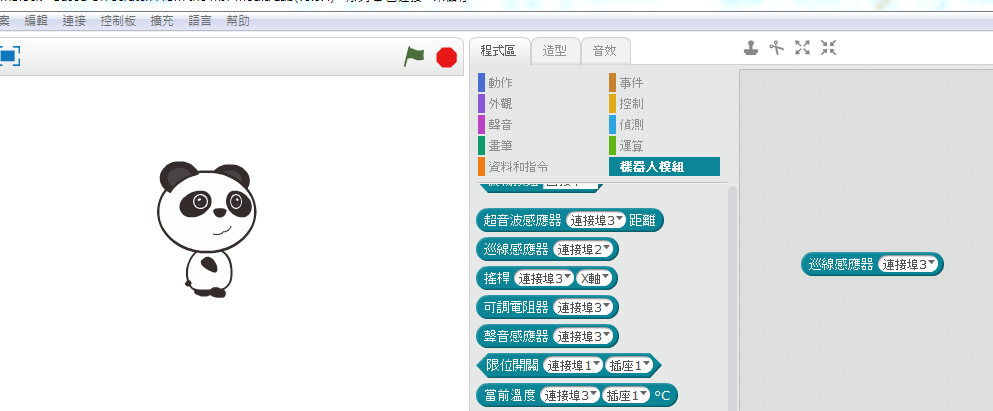 案 編輯 連接 控制板 擴充 語言 幫助
程式區 造型 音效
動作 事件
外觀 控制
聲音 偵測
畫筆 運算
資料和指令 機器人模組
超音波感應器 連接埠3 距離
巡線感應器 連接埠2
搖桿 連接埠3 X軸
可調電阻器 連接埠3
聲音感應器 連接埠3
限位開關 連接埠1 插座1
當前溫度 連接埠3 插座1 °C
巡線感應器 連接埠3